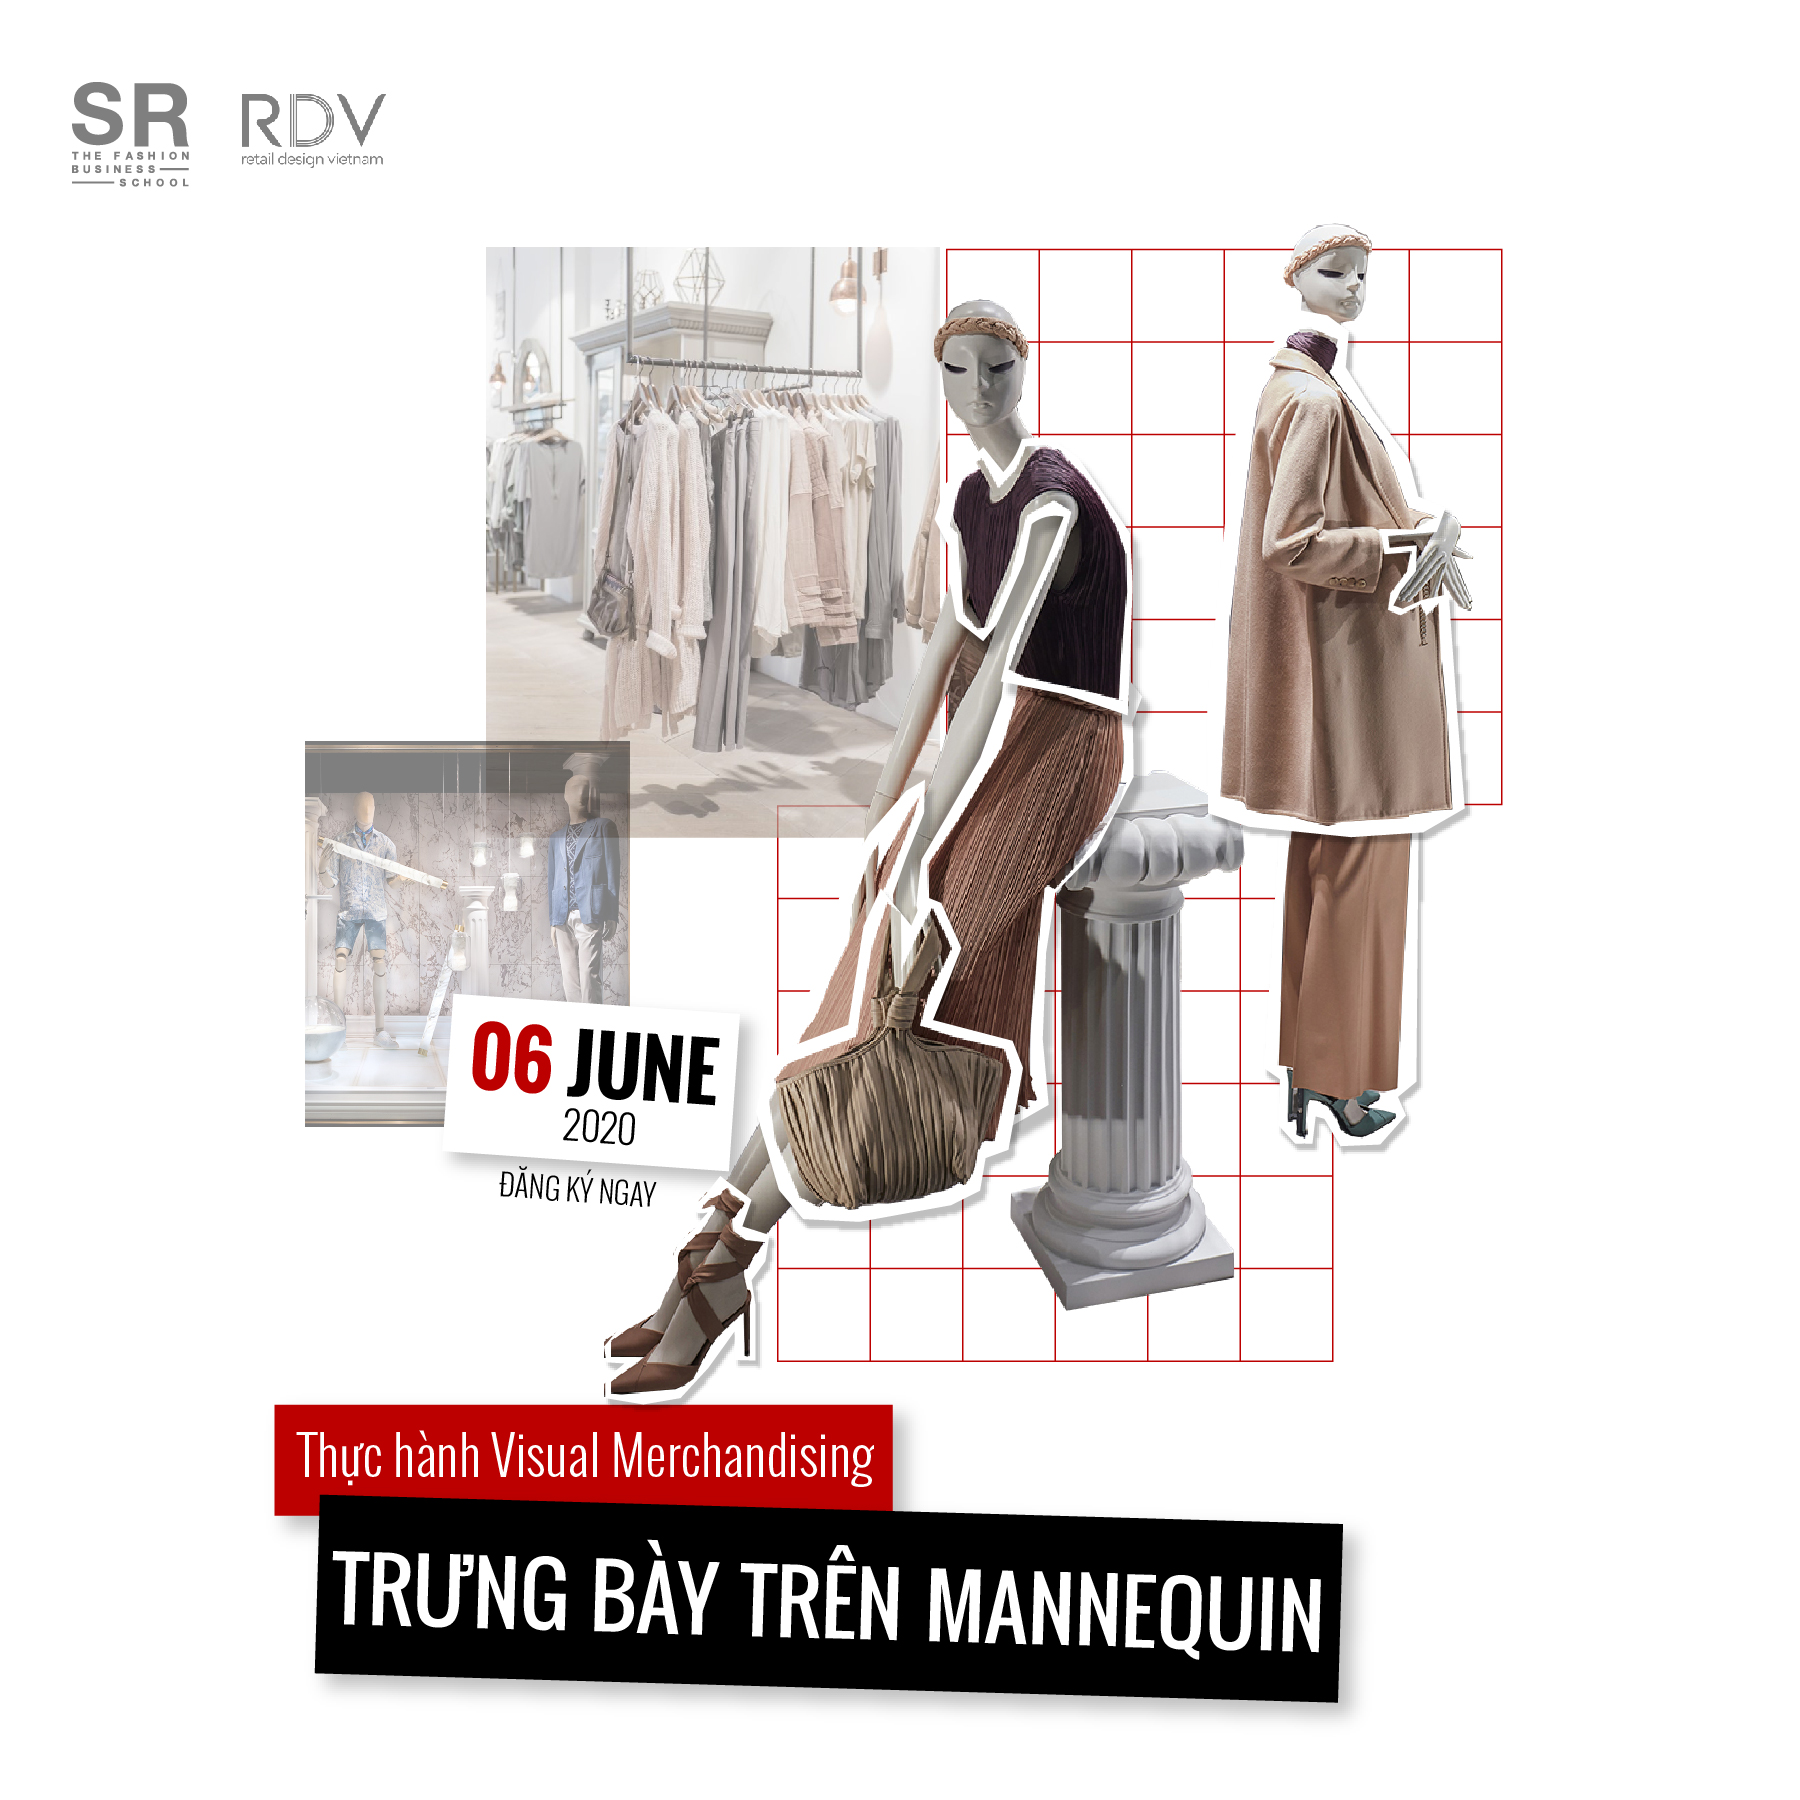 SR
THE FASHION
BUSINESS
SCHOOL
RDV
retail design vietnam
06 JUNE
2020
ĐĂNG KÝ NGAY
Thực hành Visual Merchandising
TRƯNG BÀY TRÊN MANNEQUIN